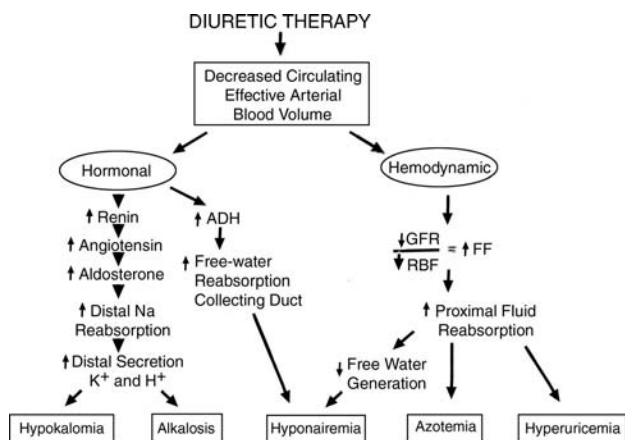 DIURETIC THERAPY
Decreased Circulating
Effective Arterial
Blood Volume
Hormonal
Hemodynamic
↑ Renin
↑ Angiotensin
↑ Aldosterone
↑ Distal Na
Reabsorption
↑ Distal Secretion
K⁺ and H⁺
↑ ADH
↑ Free-water
Reabsorption
Collecting Duct
↓GFR
↓RBF
= ↑ FF
↑ Proximal Fluid
Reabsorption
↓ Free Water
Generation
Hypokalomia
Alkalosis
Hyponairemia
Azotemia
Hyperuricemia